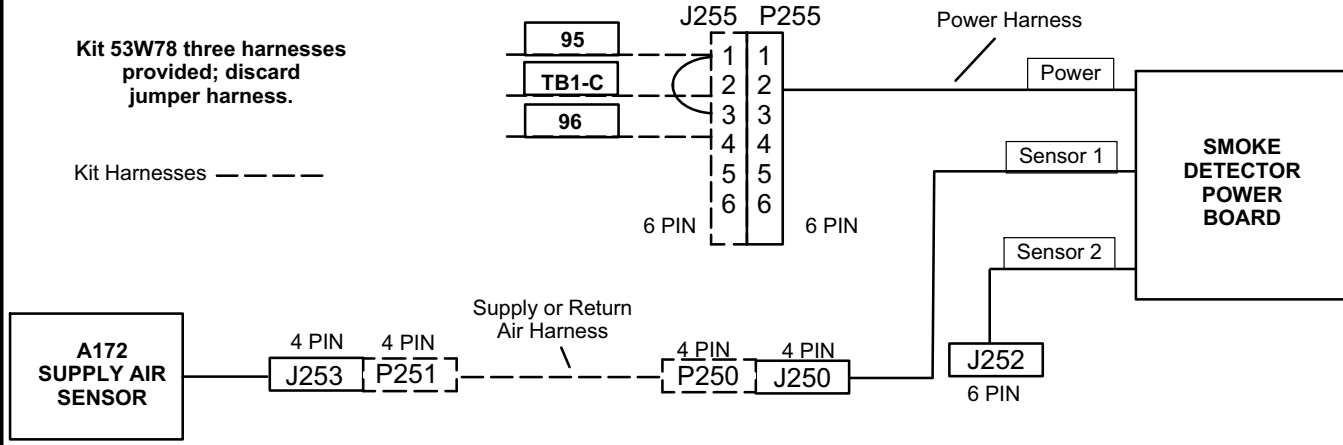 J255 P255
Power Harness
Kit 53W78 three harnesses
provided; discard
jumper harness.
95
TB1-C
96
1 1
2 2
3 3
4 4
5 5
6 6
6 PIN
6 PIN
Power
Sensor 1
Sensor 2
SMOKE
DETECTOR
POWER
BOARD
Kit Harnesses
Supply or Return
Air Harness
A172
SUPPLY AIR
SENSOR
4 PIN
J253
4 PIN
P251
4 PIN
P250
4 PIN
J250
J252
6 PIN